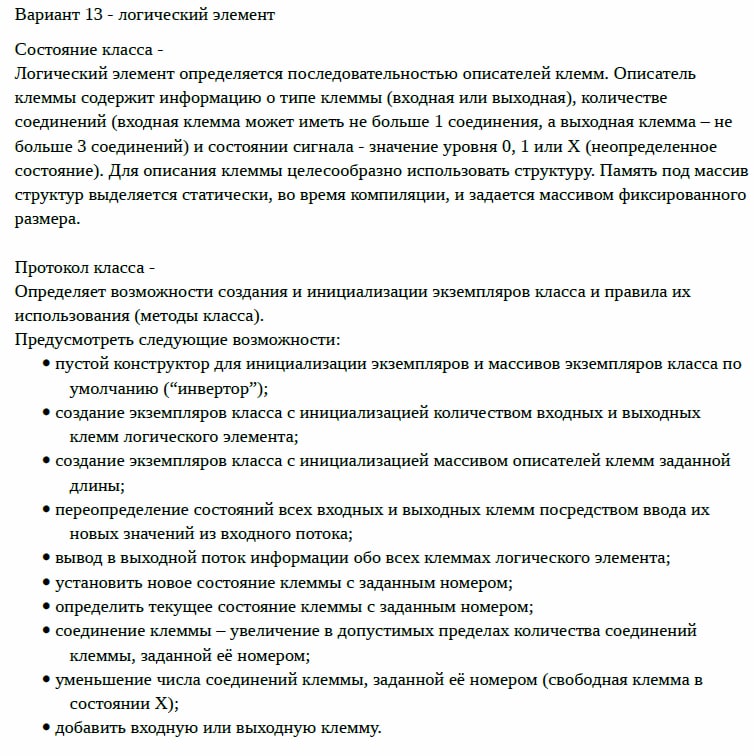 Вариант 13 - логический элемент
Состояние класса -
Логический элемент определяется последовательностью описателей клемм. Описатель
клеммы содержит информацию о типе клеммы (входная или выходная), количестве
соединений (входная клемма может иметь не больше 1 соединения, а выходная клемма – не
больше 3 соединений) и состоянии сигнала - значение уровня 0, 1 или X (неопределенное
состояние). Для описания клеммы целесообразно использовать структуру. Память под массив
структур выделяется статически, во время компиляции, и задается массивом фиксированного
размера.
Протокол класса -
Определяет возможности создания и инициализации экземпляров класса и правила их
использования (методы класса).
Предусмотреть следующие возможности:
● пустой конструктор для инициализации экземпляров и массивов экземпляров класса по
умолчанию (“инвертор”);
● создание экземпляров класса с инициализацией количеством входных и выходных
клемм логического элемента;
● создание экземпляров класса с инициализацией массивом описателей клемм заданной
длины;
● переопределение состояний всех входных и выходных клемм посредством ввода их
новых значений из входного потока;
● вывод в выходной поток информации обо всех клеммах логического элемента;
● установить новое состояние клеммы с заданным номером;
● определить текущее состояние клеммы с заданным номером;
● соединение клеммы – увеличение в допустимых пределах количества соединений
клеммы, заданной её номером;
● уменьшение числа соединений клеммы, заданной её номером (свободная клемма в
состоянии X);
● добавить входную или выходную клемму.